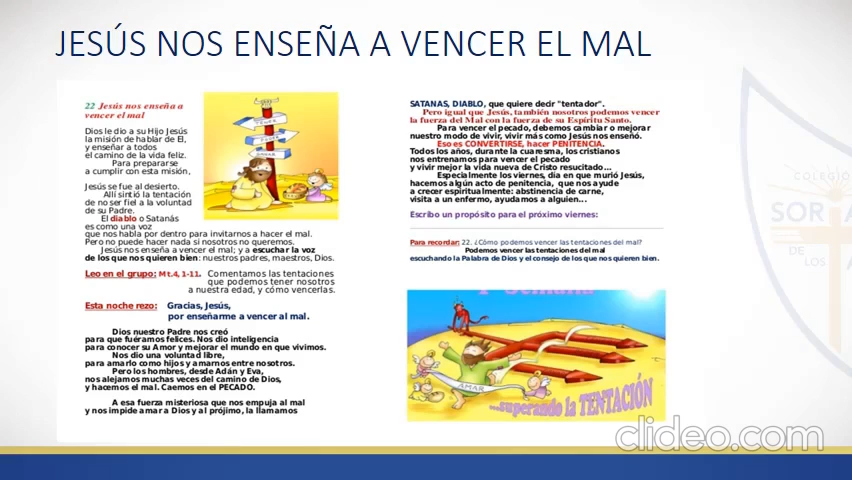 JESÚS NOS ENSEÑA A VENCER EL MAL
22 Jesús nos enseña a
vencer el mal
Dios le dio a su Hijo Jesús
la misión de hablar de El,
y enseñar a todos
el camino de la vida feliz.
Para prepararse
a cumplir con esta misión,
Jesús se fue al desierto.
Allí sirtió la tentación
de no ser fiel a la voluntad
de su Padre.
El diablo o Satanás
es como una voz
que nos habla por dentro para invitarnos a hacer el mal.
Pero no puede hacer nada si nosotros no queremos.
Jesús nos enseña a vencer el mal; y a escuchar la voz
de los que nos quieren bien: nuestros padres, maestros, Dios.
Leo en el grupo: Mt.4, 1-11. Comentamos las tentaciones
que podemos tener nosotros
a nuestra edad, y cómo vencerlas.
Esta noche rezo: Gracias, Jesús,
por enseñarme a vencer al mal.
Dios nuestro Padre nos creó
para que fuéramos felices. Nos dio inteligencia
para conocer su Amor y mejorar el mundo en que vivimos.
Nos dio una voluntad libre,
para amarlo como hijos y amarnos entre nosotros.
Pero los hombres, desde Adán y Eva,
nos alejamos muchas veces del camino de Dios,
y hacemos el mal. Caemos en el PECADO.
A esa fuerza misteriosa que nos empuja al mal
y nos impide amar a Dios y al prójimo, la llamamos
TENER
PODER
AMAR
SATANAS, DIABLO, que quiere decir "tentador".
Pero igual que Jesús, también nosotros podemos vencer
la fuerza del Mal con la fuerza de su Espíritu Santo.
Para vencer el pecado, debemos cambiar o mejorar
nuestro modo de vivir, vivir más como Jesús nos enseñó.
Eso es CONVERTIRSE, hacer PENITENCIA.
Todos los años, durante la cuaresma, los cristianos
nos entrenamos para vencer el pecado
y vivir mejor la vida nueva de Cristo resucitado...
Especialmente los viernes, dia en que murió Jesús,
hacemos algún acto de penitencia, que nos ayude
a crecer espiritualmente: abstinencia de carne,
visita a un enfermo, ayudamos a alguien...
Escribo un propósito para el próximo viernes:
Para recordar: 22. ¿Cómo podemos vencer las tentaciones del mal?
Podemos vencer las tentaciones del mal
escuchando la Palabra de Dios y el consejo de los que nos quieren bien.
1ª Semana
AMAR
...superando la TENTACIÓN
COLEGIO
DE LOS
clideo.com